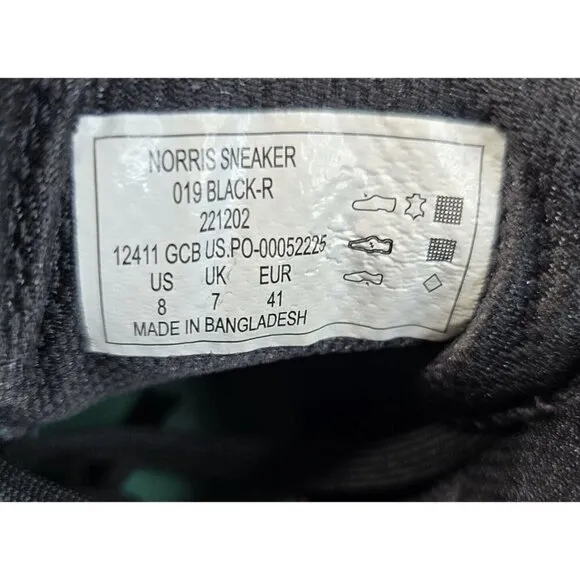 NORRIS SNEAKER
019 BLACK-R
221202
12411 GCB US.PO-00052225
US UK EUR
8 7 41
MADE IN BANGLADESH